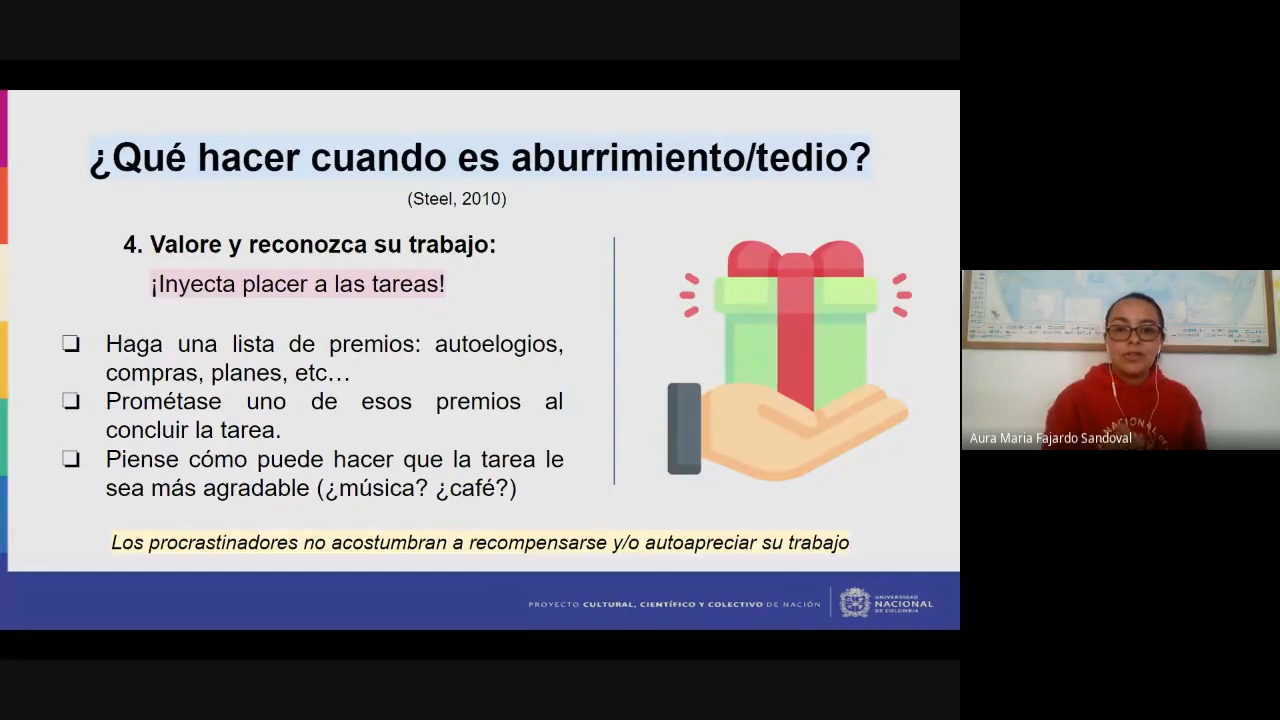 ¿Qué hacer cuando es aburrimiento/tedio?
(Steel, 2010)
4. Valore y reconozca su trabajo:
¡Inyecta placer a las tareas!
❏ Haga una lista de premios: autoelogios,
compras, planes, etc…
❏ Prométase uno de esos premios al
concluir la tarea.
❏ Piense cómo puede hacer que la tarea le
sea más agradable (¿música? ¿café?)
Los procrastinadores no acostumbran a recompensarse y/o autoapreciar su trabajo
PROYECTO CULTURAL, CIENTÍFICO Y COLECTIVO DE NACIÓN
UNIVERSIDAD
NACIONAL
DE COLOMBIA
Aura Maria Fajardo Sandoval